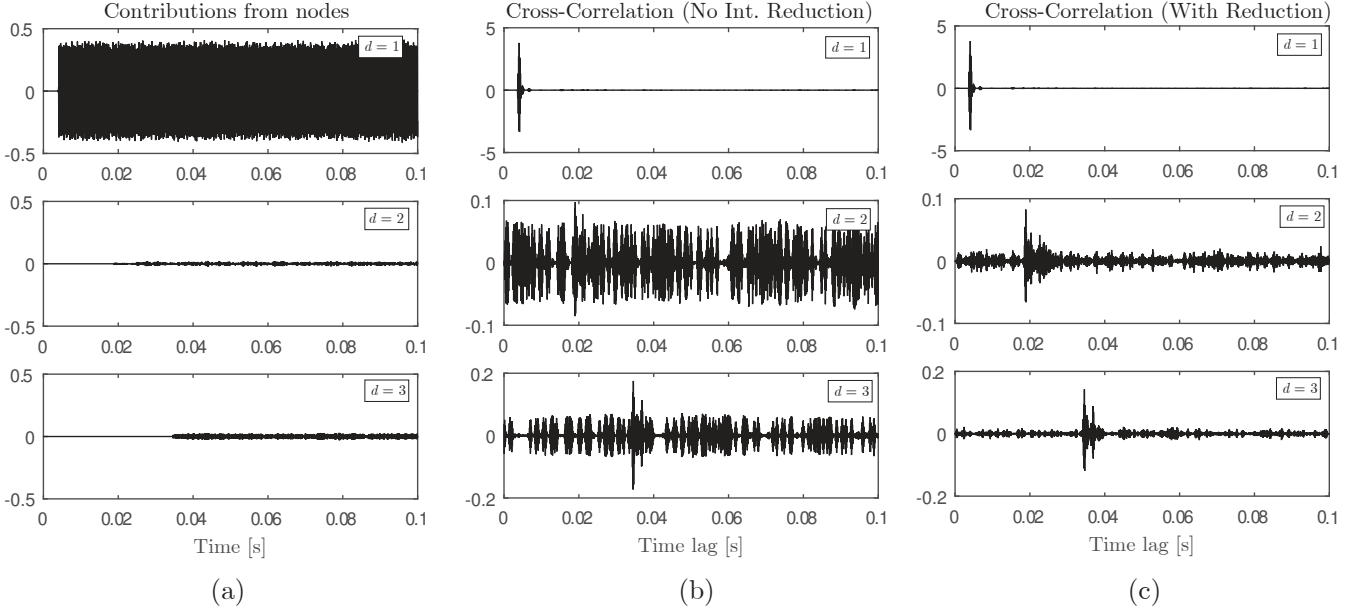 Contributions from nodes
0.5
0
-0.5
d = 1
0 0.02 0.04 0.06 0.08 0.1
0.5
0
-0.5
d = 2
0 0.02 0.04 0.06 0.08 0.1
0.5
0
-0.5
d = 3
0 0.02 0.04 0.06 0.08 0.1
Time [s]
(a)
Cross-Correlation (No Int. Reduction)
5
0
-5
d = 1
0 0.02 0.04 0.06 0.08 0.1
0.1
0
-0.1
d = 2
0 0.02 0.04 0.06 0.08 0.1
0.2
0
-0.2
d = 3
0 0.02 0.04 0.06 0.08 0.1
Time lag [s]
(b)
Cross-Correlation (With Reduction)
5
0
-5
d = 1
0 0.02 0.04 0.06 0.08 0.1
0.1
0
-0.1
d = 2
0 0.02 0.04 0.06 0.08 0.1
0.2
0
-0.2
d = 3
0 0.02 0.04 0.06 0.08 0.1
Time lag [s]
(c)